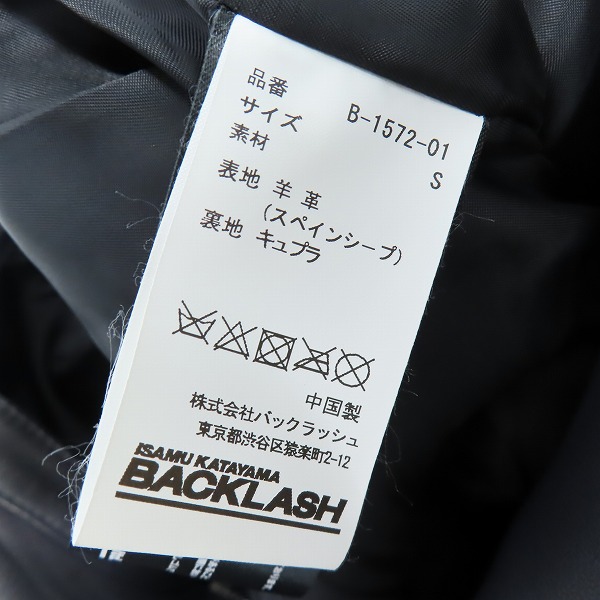 品番 B-1572-01
サイズ S
素材
表地 羊革
(スペインシープ)
裏地 キュプラ
中国製
株式会社バックラッシュ
東京都渋谷区猿楽町2-12
ISAMU KATAYAMA
BACKLASH